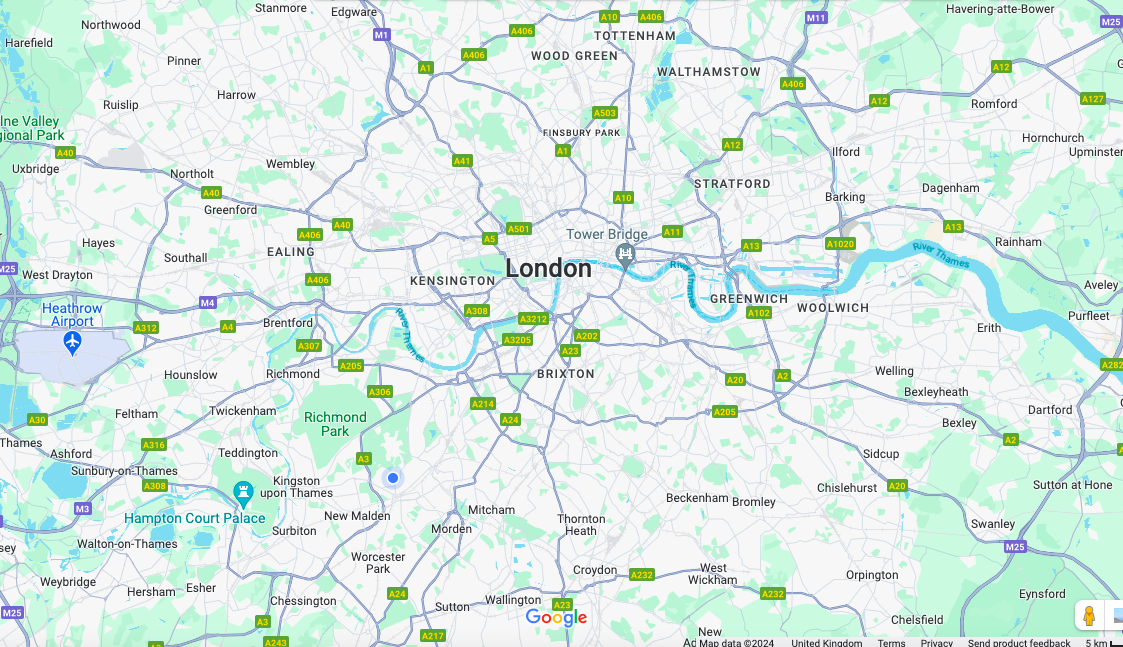 Stanmore
Edgware
A10
A406
M11
Havering-atte-Bower
Northwood
M1
A406
TOTTENHAM
M25
Harefield
A406
WOOD GREEN
Pinner
A1
WALTHAMSTOW
A12
A406
Ruislip
Harrow
A12
A127
Romford
A503
lne Valley
gional Park
FINSBURY PARK
Hornchurch
A40
A1
A12
Ilford
Upminster
Uxbridge
Wembley
A41
Northolt
STRATFORD
Dagenham
A40
A10
Barking
Greenford
A40
A501
A406
A5
Tower Bridge
A11
A13
A13
Hayes
EALING
A1020
Rainham
Southall
London
River Thames
River Thames
M25
West Drayton
A406
KENSINGTON
Aveley
M4
GREENWICH
Heathrow
Airport
A308
WOOLWICH
A102
Purfleet
A312
A4
Brentford
River Thames
A3212
Erith
A307
A3205
A202
A23
A205
A282
Hounslow
Richmond
BRIXTON
A20
A2
Welling
A306
Bexleyheath
Feltham
Twickenham
A214
A205
Dartford
A30
Richmond
Park
A24
Bexley
Thames
A316
A2
Ashford
Teddington
A3
Sidcup
Sunbury-on-Thames
Kingston
upon Thames
A308
Chislehurst
A20
Sutton at Hone
M3
Hampton Court Palace
New Malden
Mitcham
Beckenham
Bromley
Surbiton
Morden
Thornton
Heath
Swanley
Walton-on-Thames
M25
sey
Worcester
Park
Weybridge
Esher
Croydon
A232
West
Wickham
Orpington
Hersham
A24
A232
Eynsford
Chessington
Sutton
Wallington
A23
M25
A3
Google
Chelsfield
A217
New
A243
A3
Ad
Map data ©2024
United Kingdom
Terms
Privacy
Send product feedback
5 km